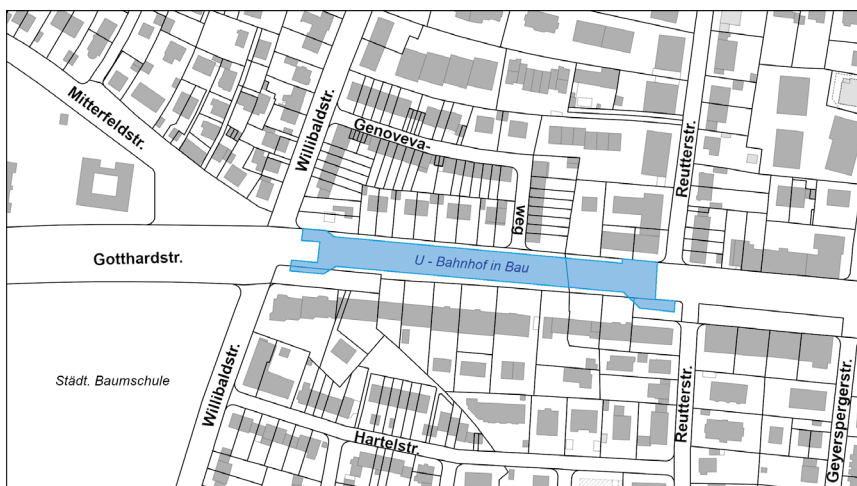 Mitterfeldstr.
Willibaldstr.
Genoveva-
weg
Reutterstr.
Gotthardstr.
U - Bahnhof in Bau
Städt. Baumschule
Willibaldstr.
Hartelstr.
Reutterstr.
Geyerspergerstr.